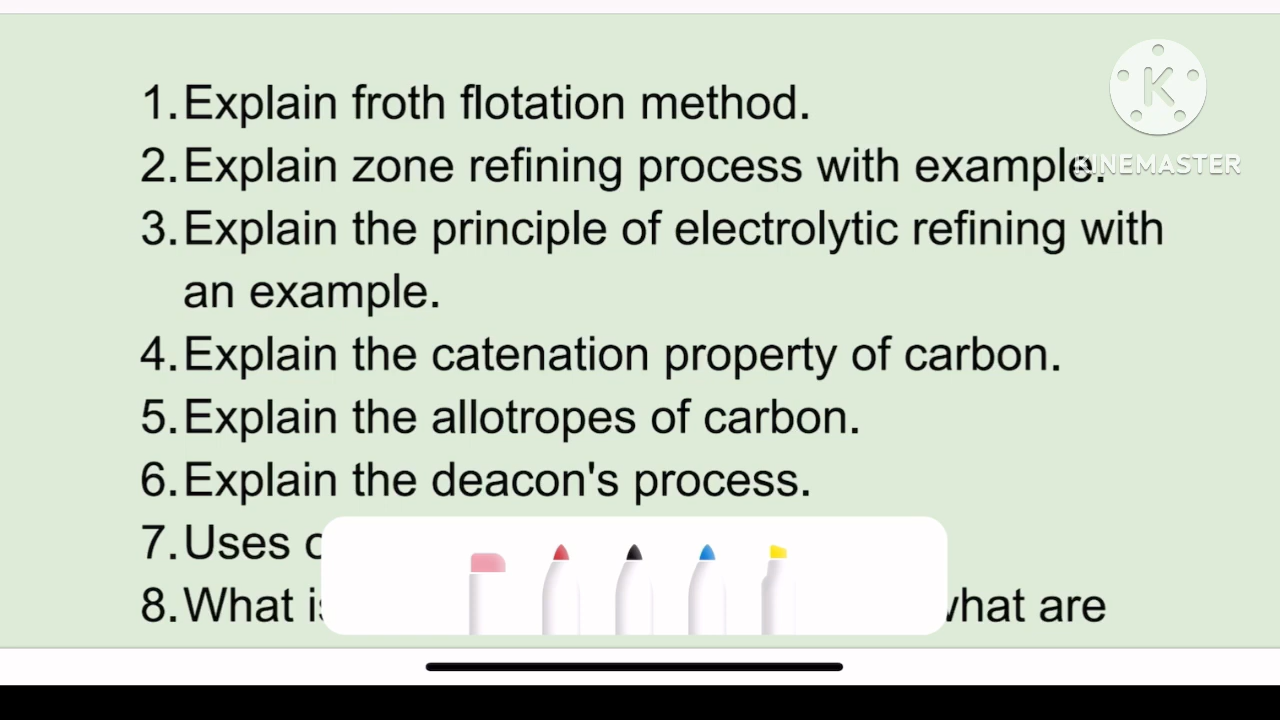 1. Explain froth flotation method.
2. Explain zone refining process with example.
3. Explain the principle of electrolytic refining with
an example.
4. Explain the catenation property of carbon.
5. Explain the allotropes of carbon.
6. Explain the deacon's process.
7. Uses
8. What are
K
KINEMASTER